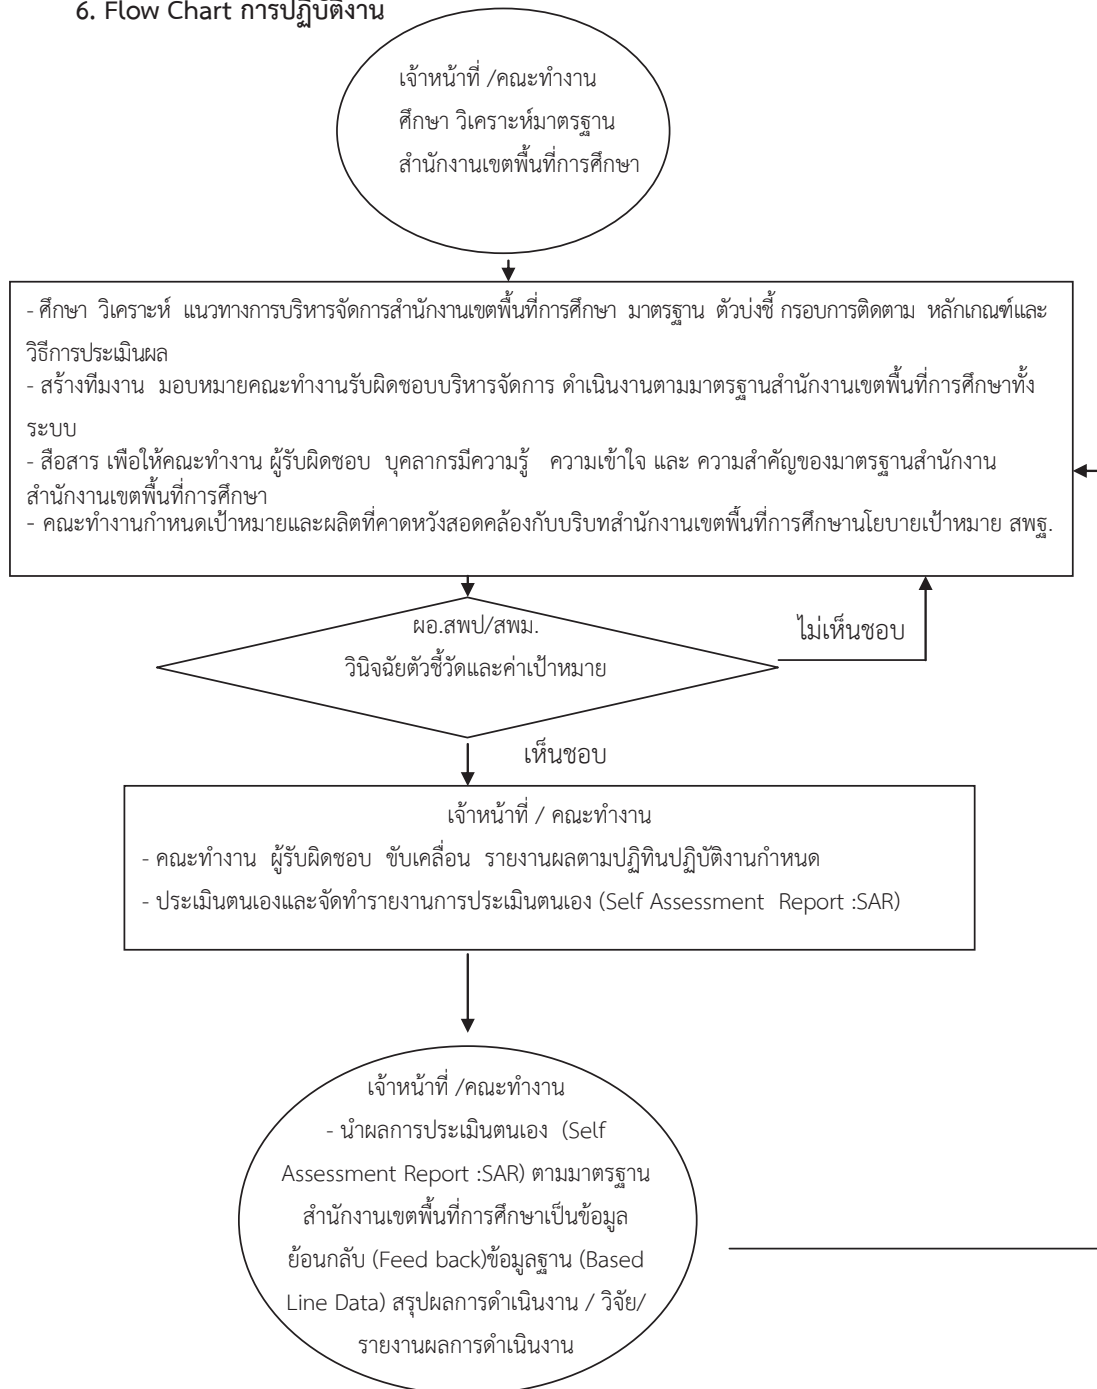 6. Flow Chart การปฏิบัติงาน
เจ้าหน้าที่ /คณะทำงาน
ศึกษา วิเคราะห์มาตรฐาน
สำนักงานเขตพื้นที่การศึกษา
- ศึกษา วิเคราะห์ แนวทางการบริหารจัดการสำนักงานเขตพื้นที่การศึกษา มาตรฐาน ตัวบ่งชี้ กรอบการติดตาม หลักเกณฑ์และ
วิธีการประเมินผล
- สร้างทีมงาน มอบหมายคณะทำงานรับผิดชอบบริหารจัดการ ดำเนินงานตามมาตรฐานสำนักงานเขตพื้นที่การศึกษาทั้ง
ระบบ
- สื่อสาร เพื่อให้คณะทำงาน ผู้รับผิดชอบ บุคลากรมีความรู้ ความเข้าใจ และ ความสำคัญของมาตรฐานสำนักงาน
สำนักงานเขตพื้นที่การศึกษา
- คณะทำงานกำหนดเป้าหมายและผลิตที่คาดหวังสอดคล้องกับบริบทสำนักงานเขตพื้นที่การศึกษานโยบายเป้าหมาย สพฐ.
ผอ.สพป/สพม.
วินิจฉัยตัวชี้วัดและค่าเป้าหมาย
ไม่เห็นชอบ
เห็นชอบ
เจ้าหน้าที่ / คณะทำงาน
- คณะทำงาน ผู้รับผิดชอบ ขับเคลื่อน รายงานผลตามปฏิทินปฏิบัติงานกำหนด
- ประเมินตนเองและจัดทำรายงานการประเมินตนเอง (Self Assessment Report :SAR)
เจ้าหน้าที่ /คณะทำงาน
- นำผลการประเมินตนเอง (Self
Assessment Report :SAR) ตามมาตรฐาน
สำนักงานเขตพื้นที่การศึกษาเป็นข้อมูล
ย้อนกลับ (Feed back)ข้อมูลฐาน (Based
Line Data) สรุปผลการดำเนินงาน / วิจัย/
รายงานผลการดำเนินงาน